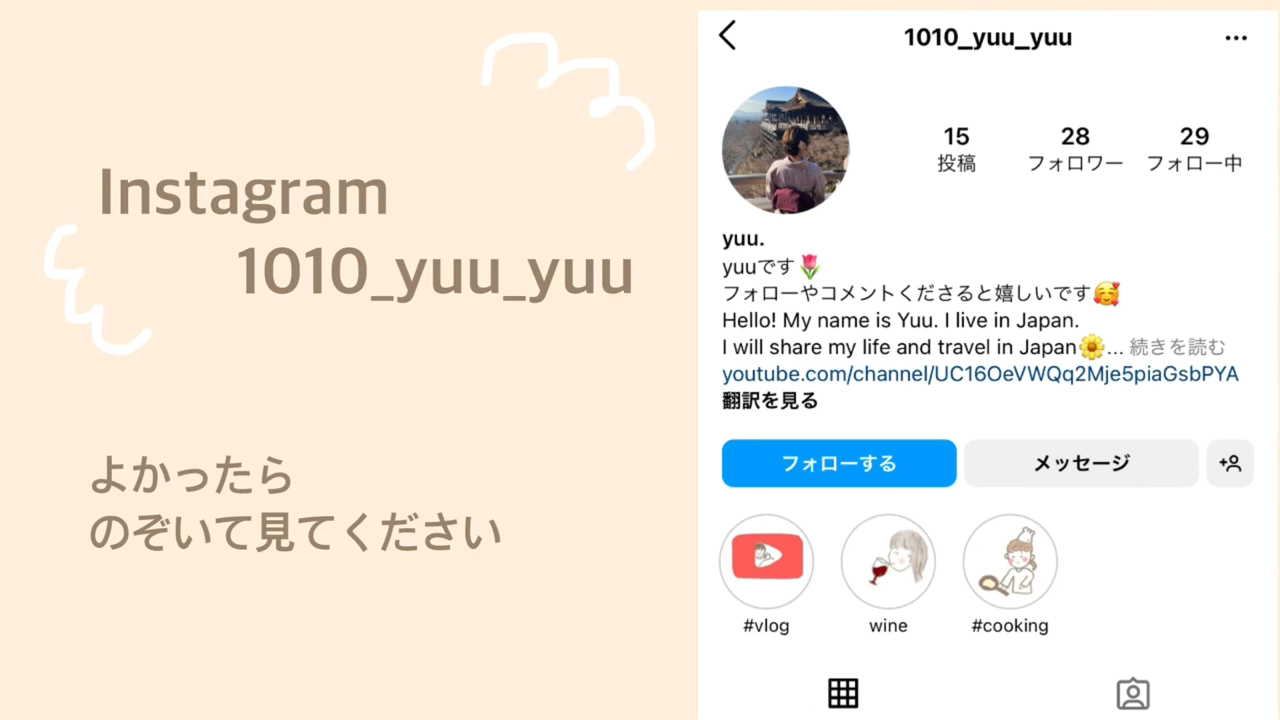 Instagram
1010_yuu_yuu
よかったら
のぞいて見てください
1010_yuu_yuu
15 28 29
投稿 フォロワー フォロー中
yuu.
yuuです🌷
フォローやコメントくださると嬉しいです🥰
Hello! My name is Yuu. I live in Japan.
I will share my life and travel in Japan🌼... 続きを読む
youtube.com/channel/UC16OeVWQq2Mje5piaGsbPYA
翻訳を見る
フォローする メッセージ
#vlog wine #cooking